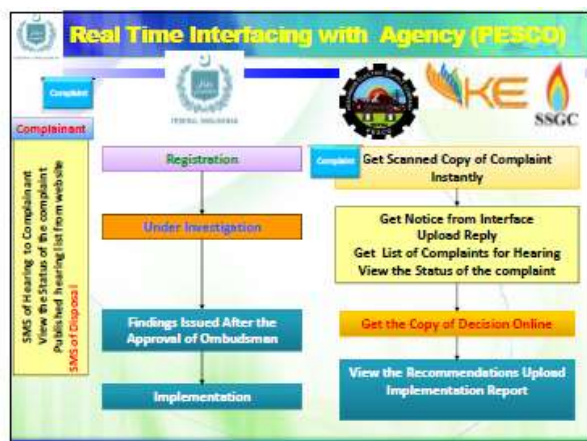 Real Time Interfacing with Agency (PESCO)
Complaint
FEDERAL OMBUDSMAN
PESCO
KE
SSGC
Complainant
SMS of Hearing to Complainant
View the Status of the complaint
Published hearing list from website
SMS of Disposal
Registration
Under Investigation
Findings Issued After the
Approval of Ombudsman
Implementation
Complaint
Get Scanned Copy of Complaint
Instantly
Get Notice from Interface
Upload Reply
Get List of Complaints for Hearing
View the Status of the complaint
Get the Copy of Decision Online
View the Recommendations Upload
Implementation Report